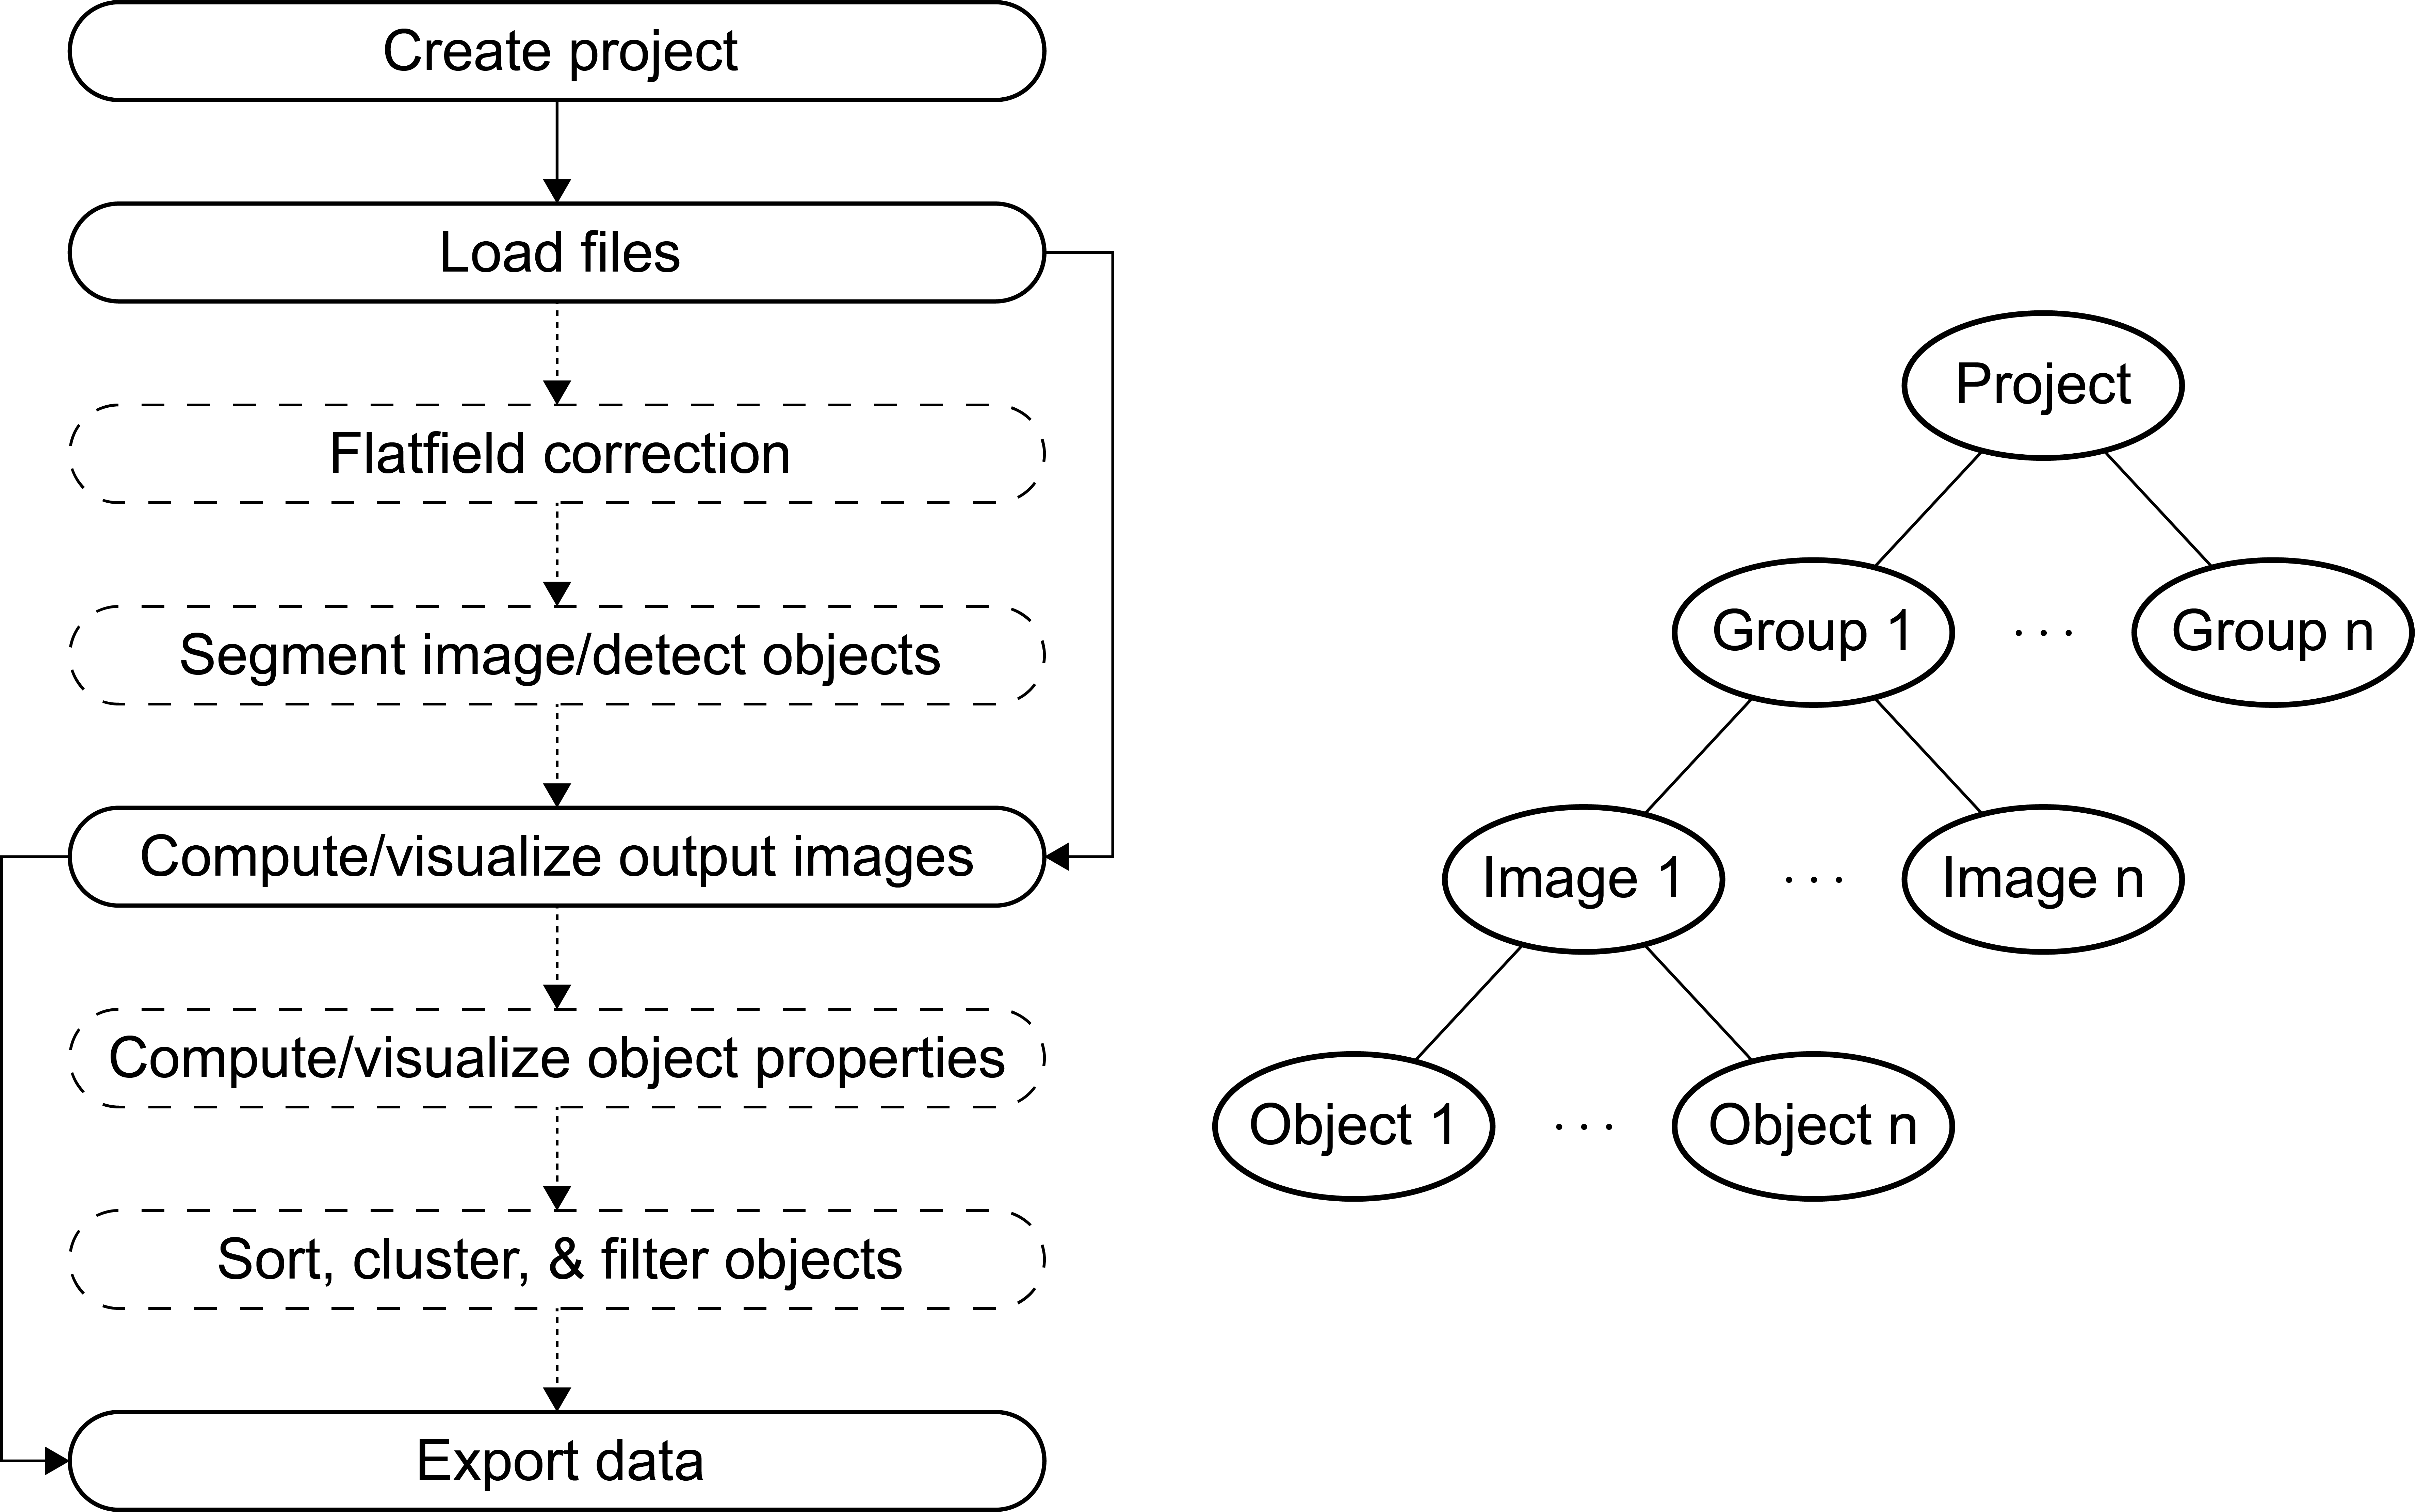 Create project
Load files
Flatfield correction
Segment image/detect objects
Compute/visualize output images
Compute/visualize object properties
Sort, cluster, & filter objects
Export data
Project
Group 1 · · · Group n
Image 1 · · · Image n
Object 1 · · · Object n